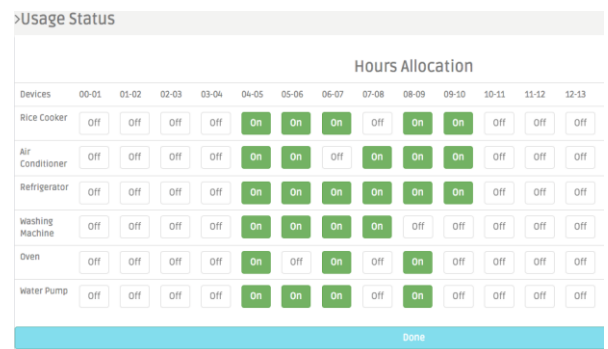 >Usage Status
Hours Allocation
Devices 00-01 01-02 02-03 03-04 04-05 05-06 06-07 07-08 08-09 09-10 10-11 11-12 12-13
Rice Cooker Off Off Off Off On On On Off On On Off Off Off
Air
Conditioner Off Off Off Off On On Off On On On Off Off Off
Refrigerator Off Off Off Off On On On On On On Off Off Off
Washing
Machine Off Off Off Off On On On On Off Off Off Off Off
Oven Off Off Off Off On Off On Off On Off Off Off Off
Water Pump Off Off Off Off On On On Off On Off Off Off Off
Done